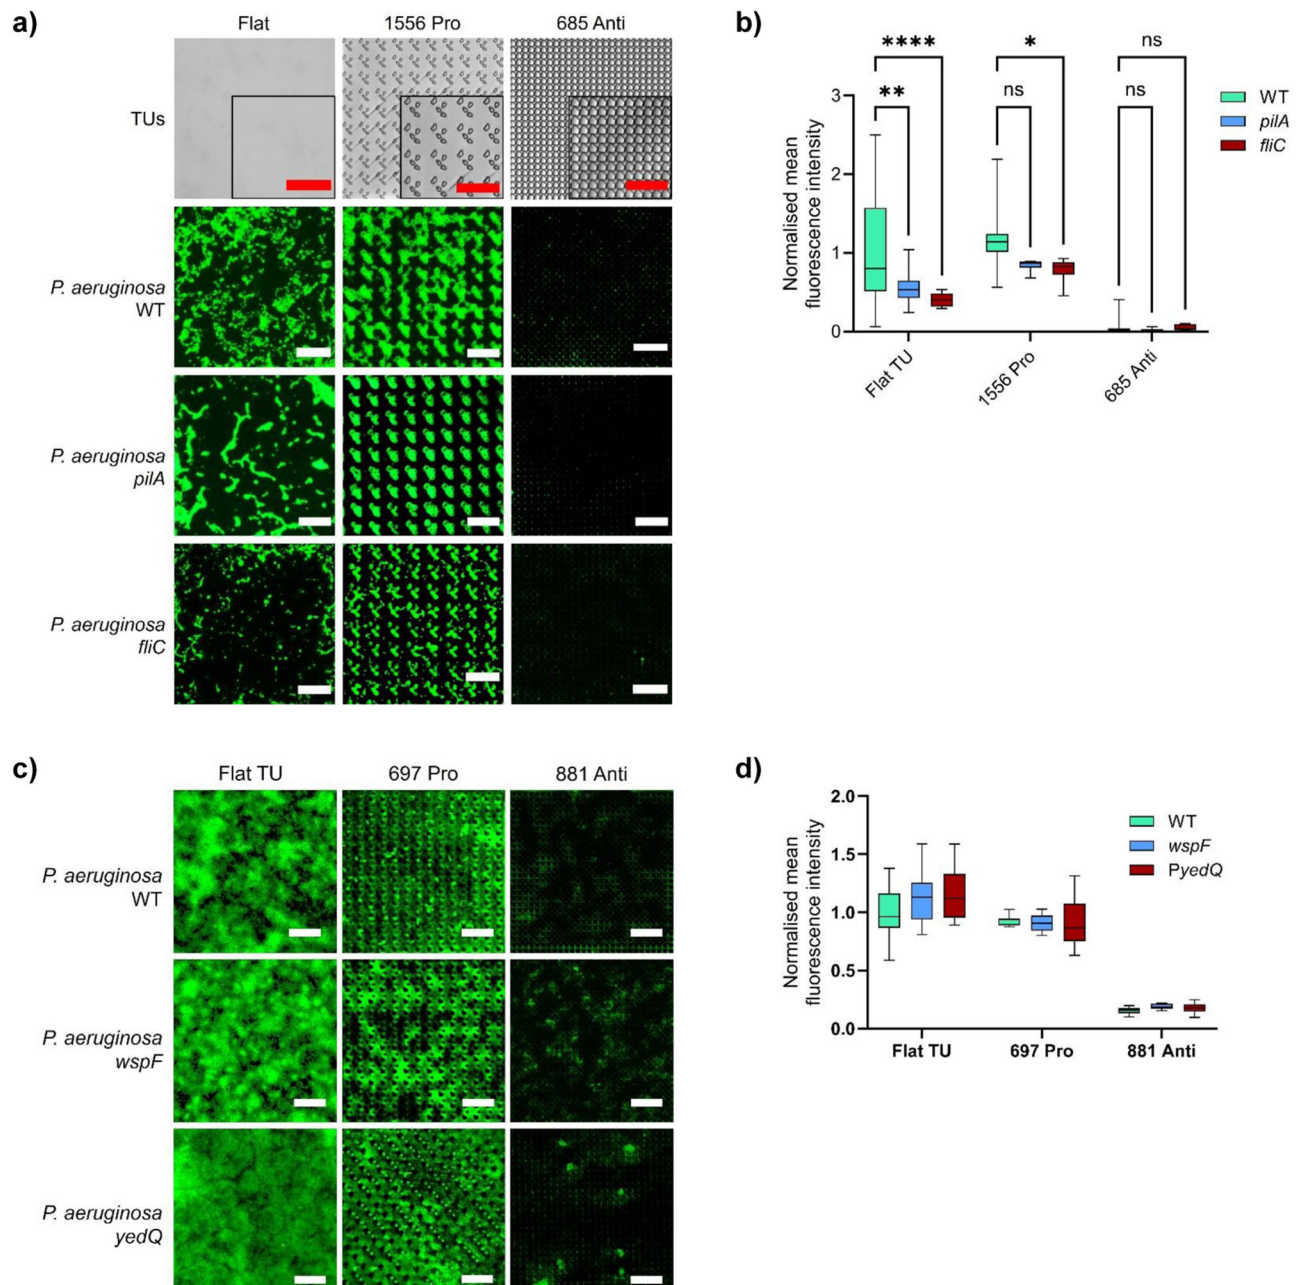 a)
Flat
1556 Pro
685 Anti
TUs
P. aeruginosa
WT
P. aeruginosa
pilA
P. aeruginosa
fliC
b)
****
*
ns
**
ns
ns
WT
pilA
fliC
Normalised mean
fluorescence intensity
3
2
1
0
Flat TU
1556 Pro
685 Anti
c)
Flat TU
697 Pro
881 Anti
P. aeruginosa
WT
P. aeruginosa
wspF
P. aeruginosa
yedQ
d)
WT
wspF
PyedQ
Normalised mean
fluorescence intensity
2.0
1.5
1.0
0.5
0.0
Flat TU
697 Pro
881 Anti